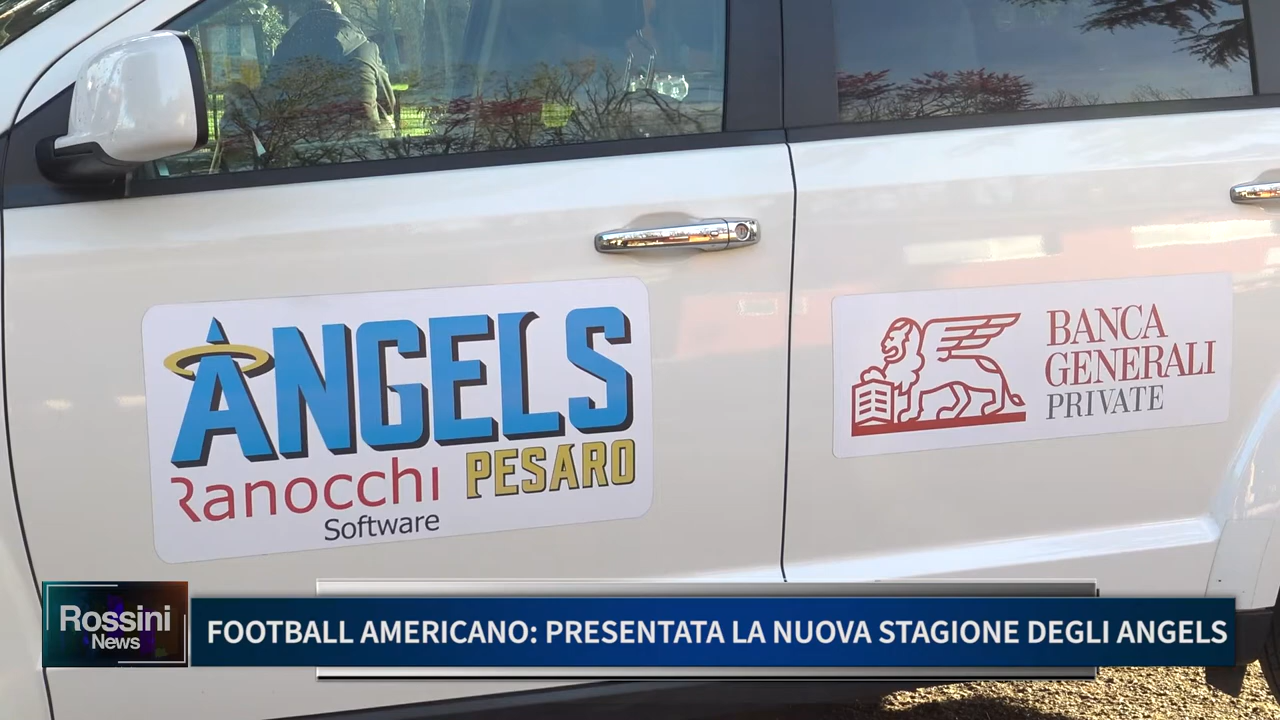 ANGELS
Ranocchi PESARO
Software
BANCA
GENERALI
PRIVATE
Rossini
News
FOOTBALL AMERICANO: PRESENTATA LA NUOVA STAGIONE DEGLI ANGELS